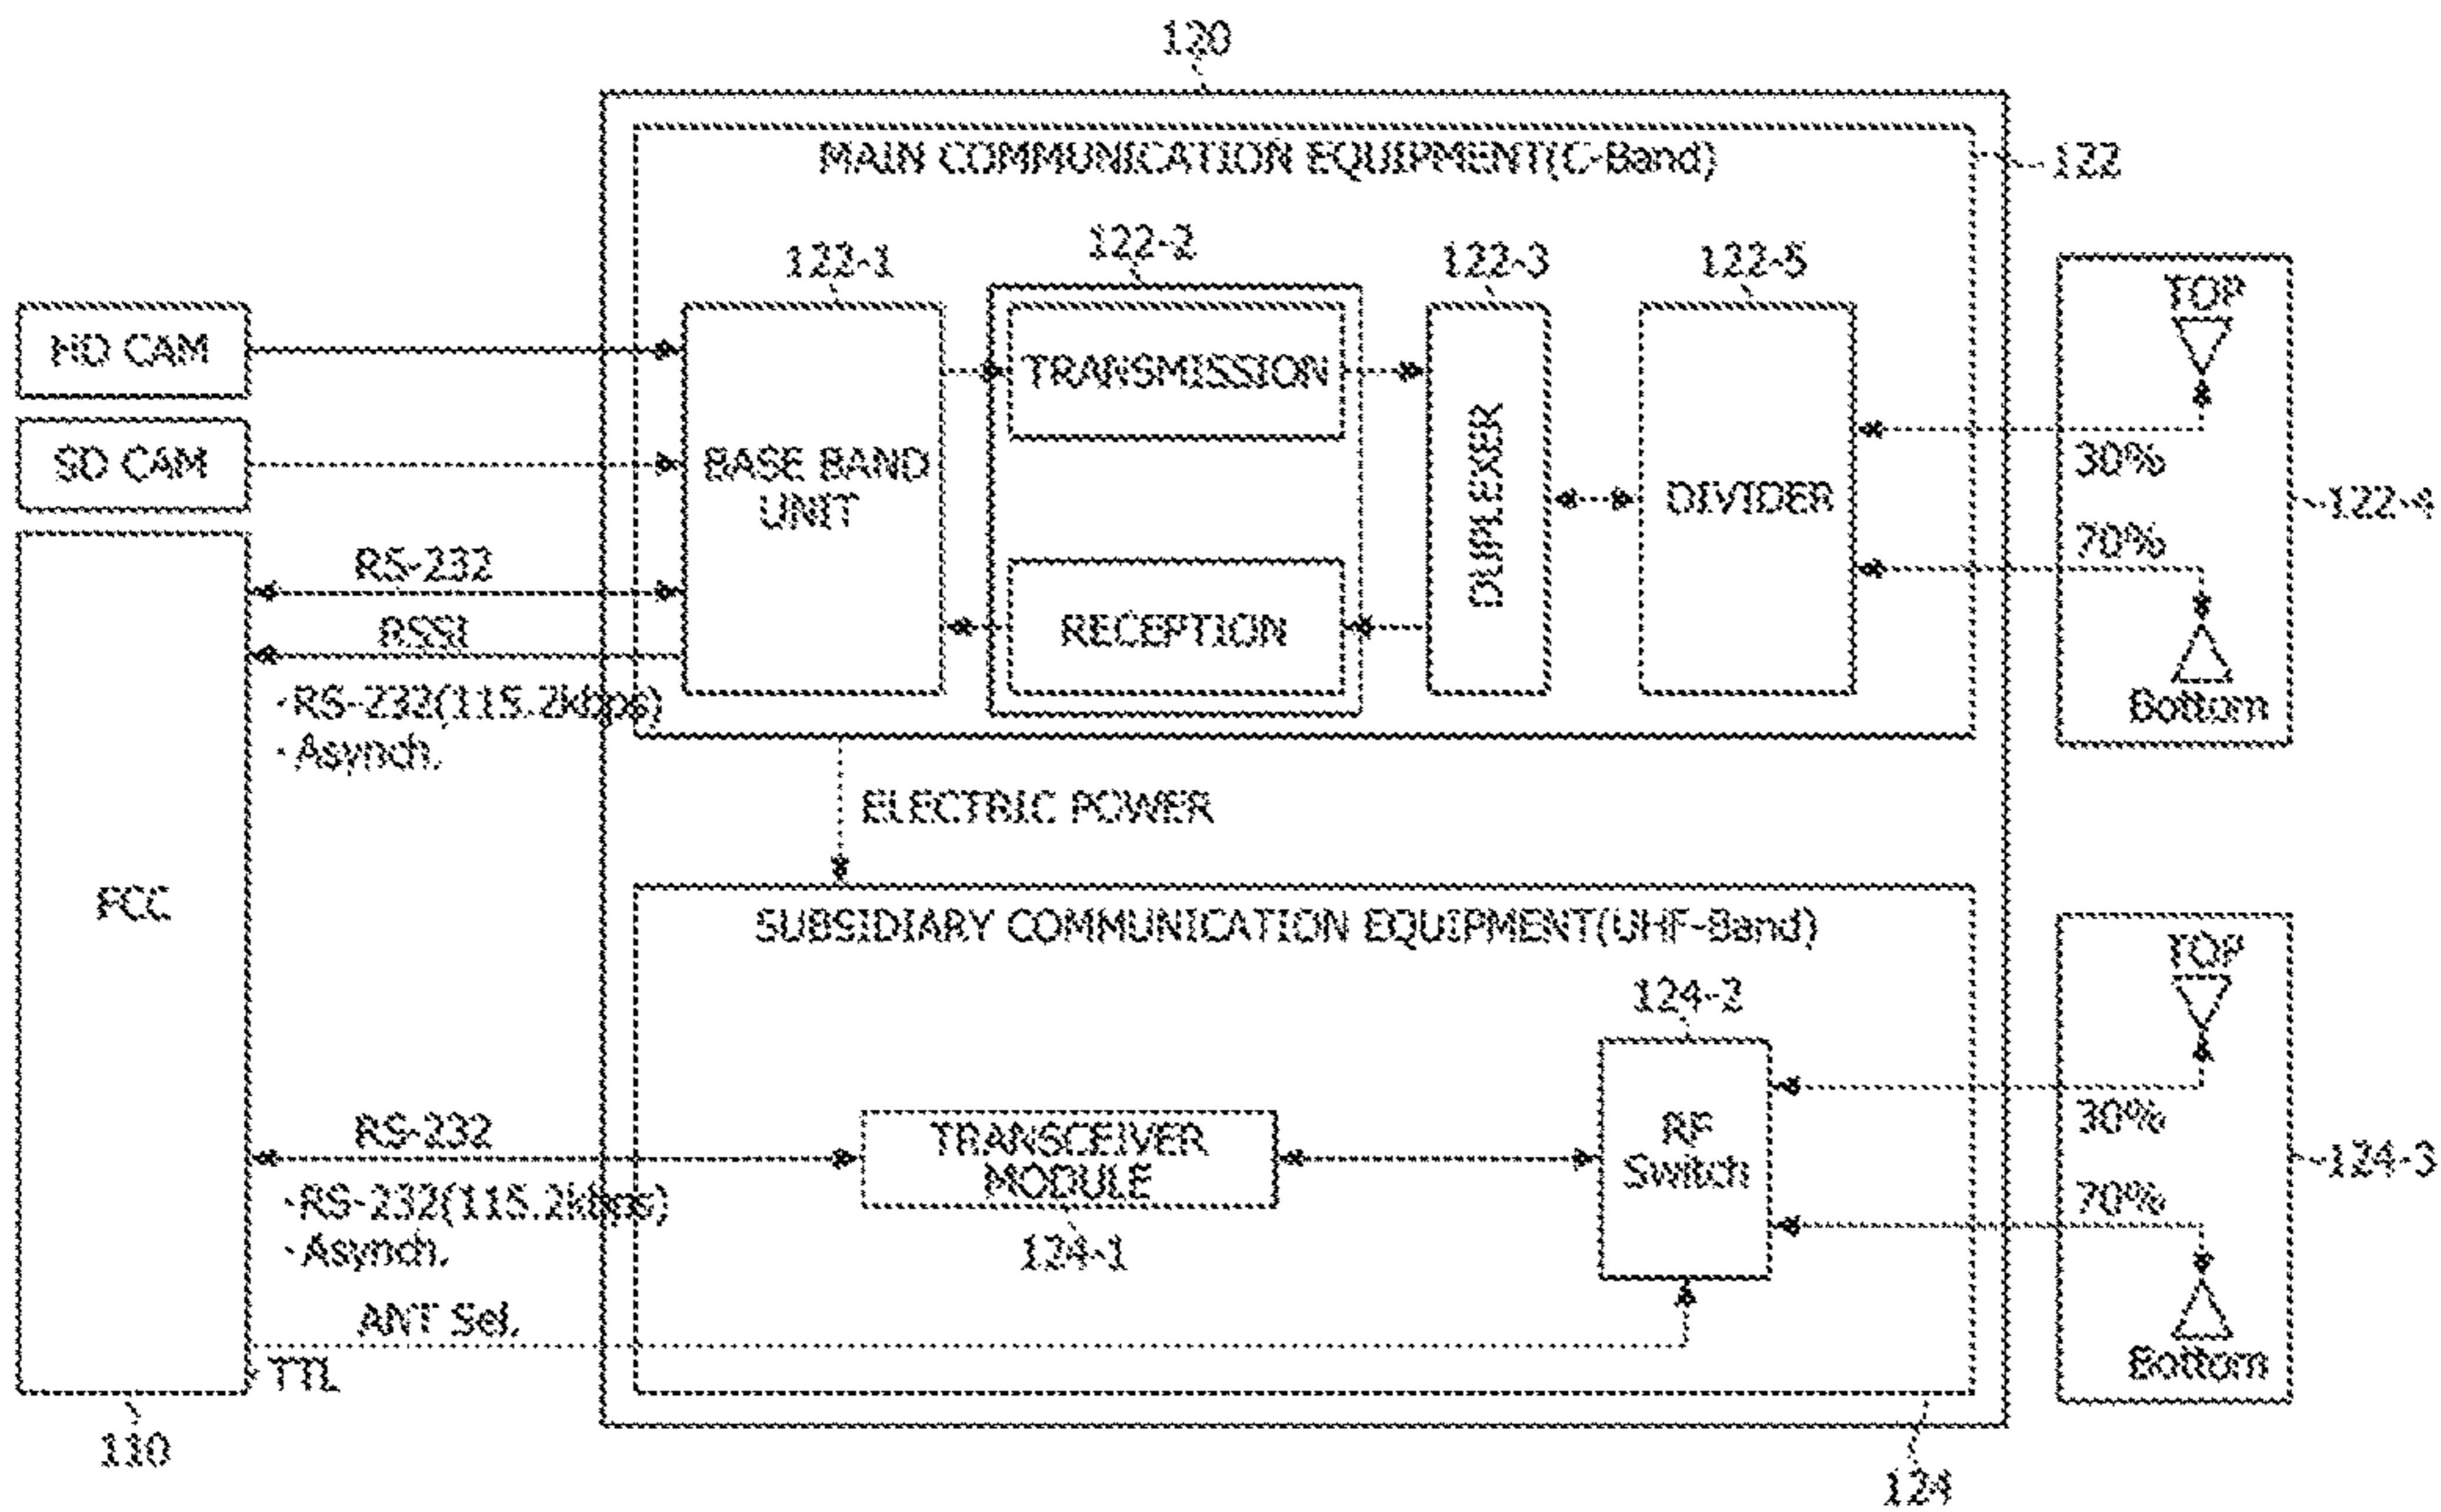 120
MAIN COMMUNICATION EQUIPMENT(C-Band)
122
122-1
122-2
122-3
122-5
HD CAM
SD CAM
BASE BAND
UNIT
TRANSMISSION
RECEPTION
DUPLEXER
DIVIDER
TOP
30%
70%
Bottom
122-4
RS-232
RSSI
·RS-232(115.2kbps)
·Asynch.
ELECTRIC POWER
FCC
SUBSIDIARY COMMUNICATION EQUIPMENT(UHF-Band)
124-2
RF
Switch
TOP
30%
70%
Bottom
124-3
RS-232
·RS-232(115.2kbps)
·Asynch.
TRANSCEIVER
MODULE
124-1
ANT Sel.
TTL
110
124